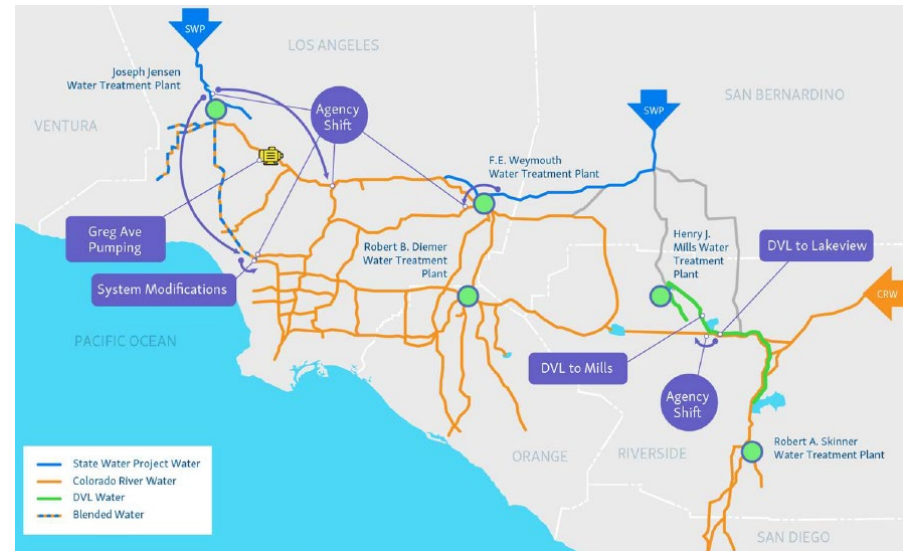 SWP
LOS ANGELES
Joseph Jensen
Water Treatment Plant
Agency
Shift
SAN BERNARDINO
SWP
VENTURA
F.E. Weymouth
Water Treatment Plant
Greg Ave
Pumping
Robert B. Diemer
Water Treatment
Plant
Henry J.
Mills Water
Treatment
Plant
DVL to Lakeview
System Modifications
CRW
PACIFIC OCEAN
DVL to Mills
Agency
Shift
ORANGE
RIVERSIDE
Robert A. Skinner
Water Treatment Plant
State Water Project Water
Colorado River Water
DVL Water
Blended Water
SAN DIEGO